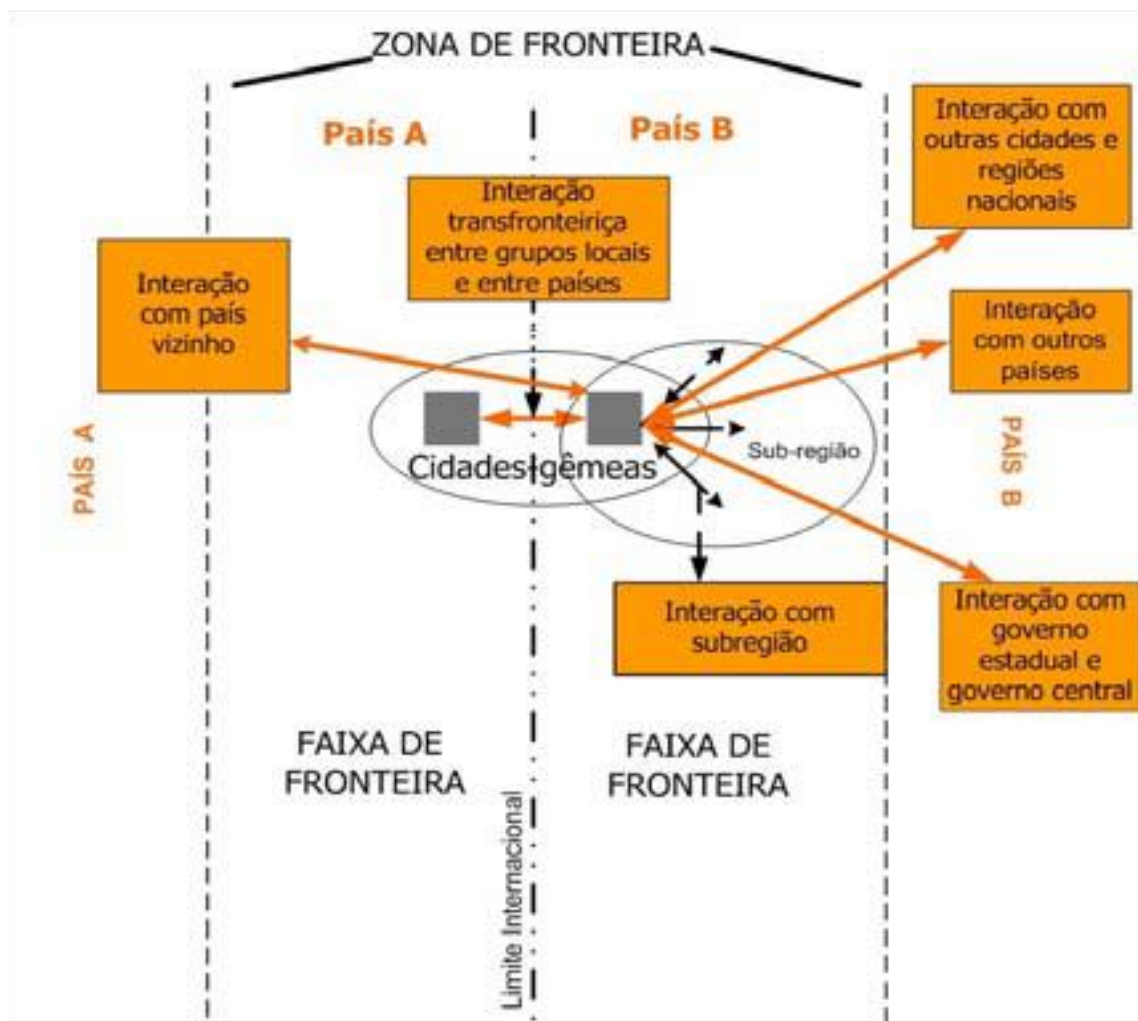 ZONA DE FRONTEIRA
País A
País B
Interação
transfronteiriça
entre grupos locais
e entre países
Interação com
outras cidades e
regiões
nacionais
Interação
com país
vizinho
Interação
com outros
países
Cidades-gêmeas
Sub-região
PAÍS A
PAÍS B
Interação com
subregião
Interação com
governo
estadual e
governo central
FAIXA DE
FRONTEIRA
FAIXA DE
FRONTEIRA
Limite Internacional